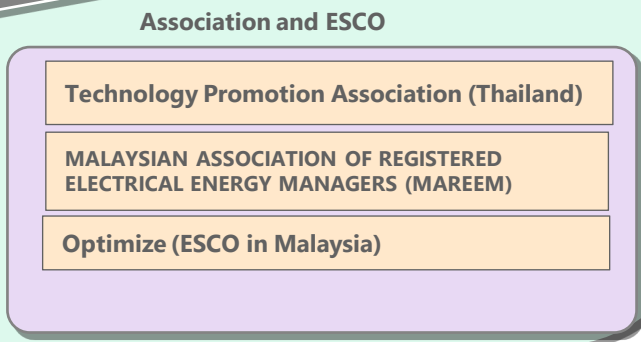 Association and ESCO
Technology Promotion Association (Thailand)
MALAYSIAN ASSOCIATION OF REGISTERED
ELECTRICAL ENERGY MANAGERS (MAREEM)
Optimize (ESCO in Malaysia)